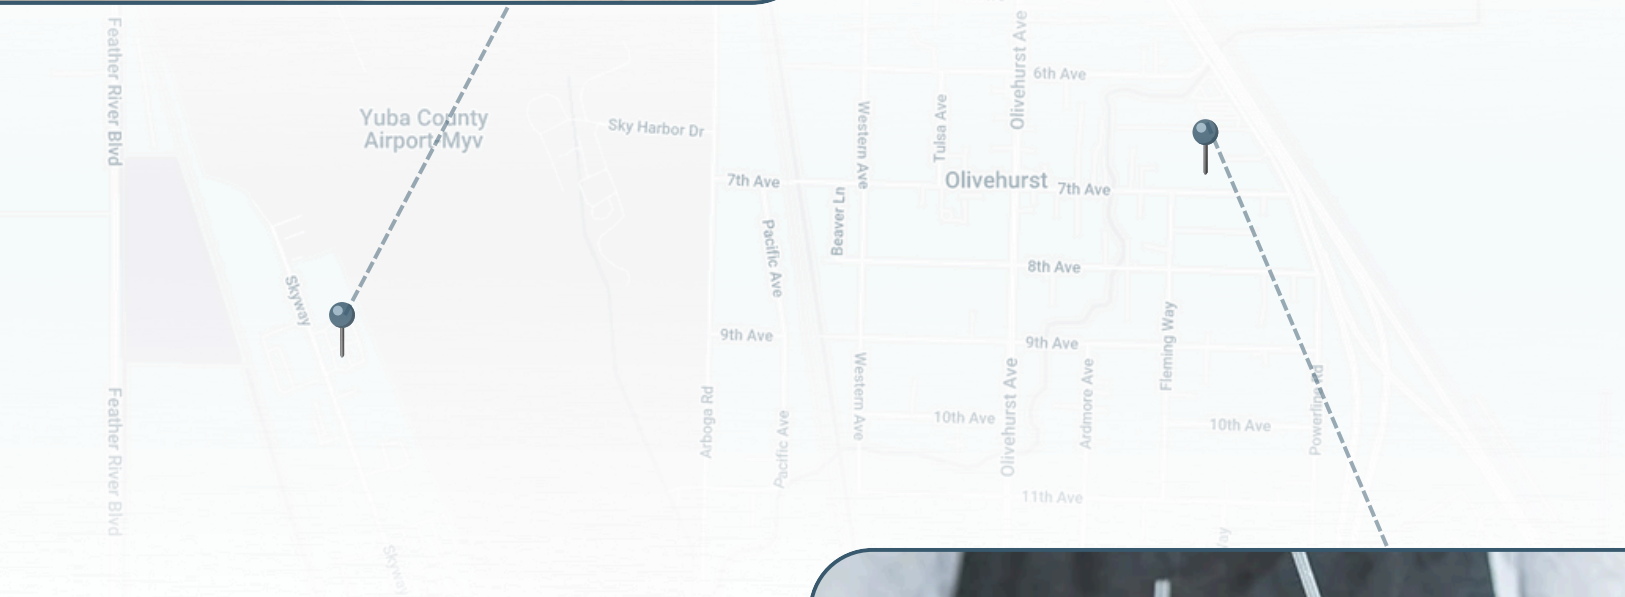 Feather River Blvd
Olivehurst Ave
6th Ave
Yuba County
Airport-Myv
Sky Harbor Dr
Western Ave
Tulsa Ave
7th Ave
Olivehurst
7th Ave
Beaver Ln
Pacific Ave
8th Ave
Skyway
9th Ave
9th Ave
Fleming Way
Western Ave
Olivehurst Ave
Ardmore Ave
Powerline Rd
Feather River Blvd
Arboga Rd
Pacific Ave
10th Ave
10th Ave
11th Ave
Skyway